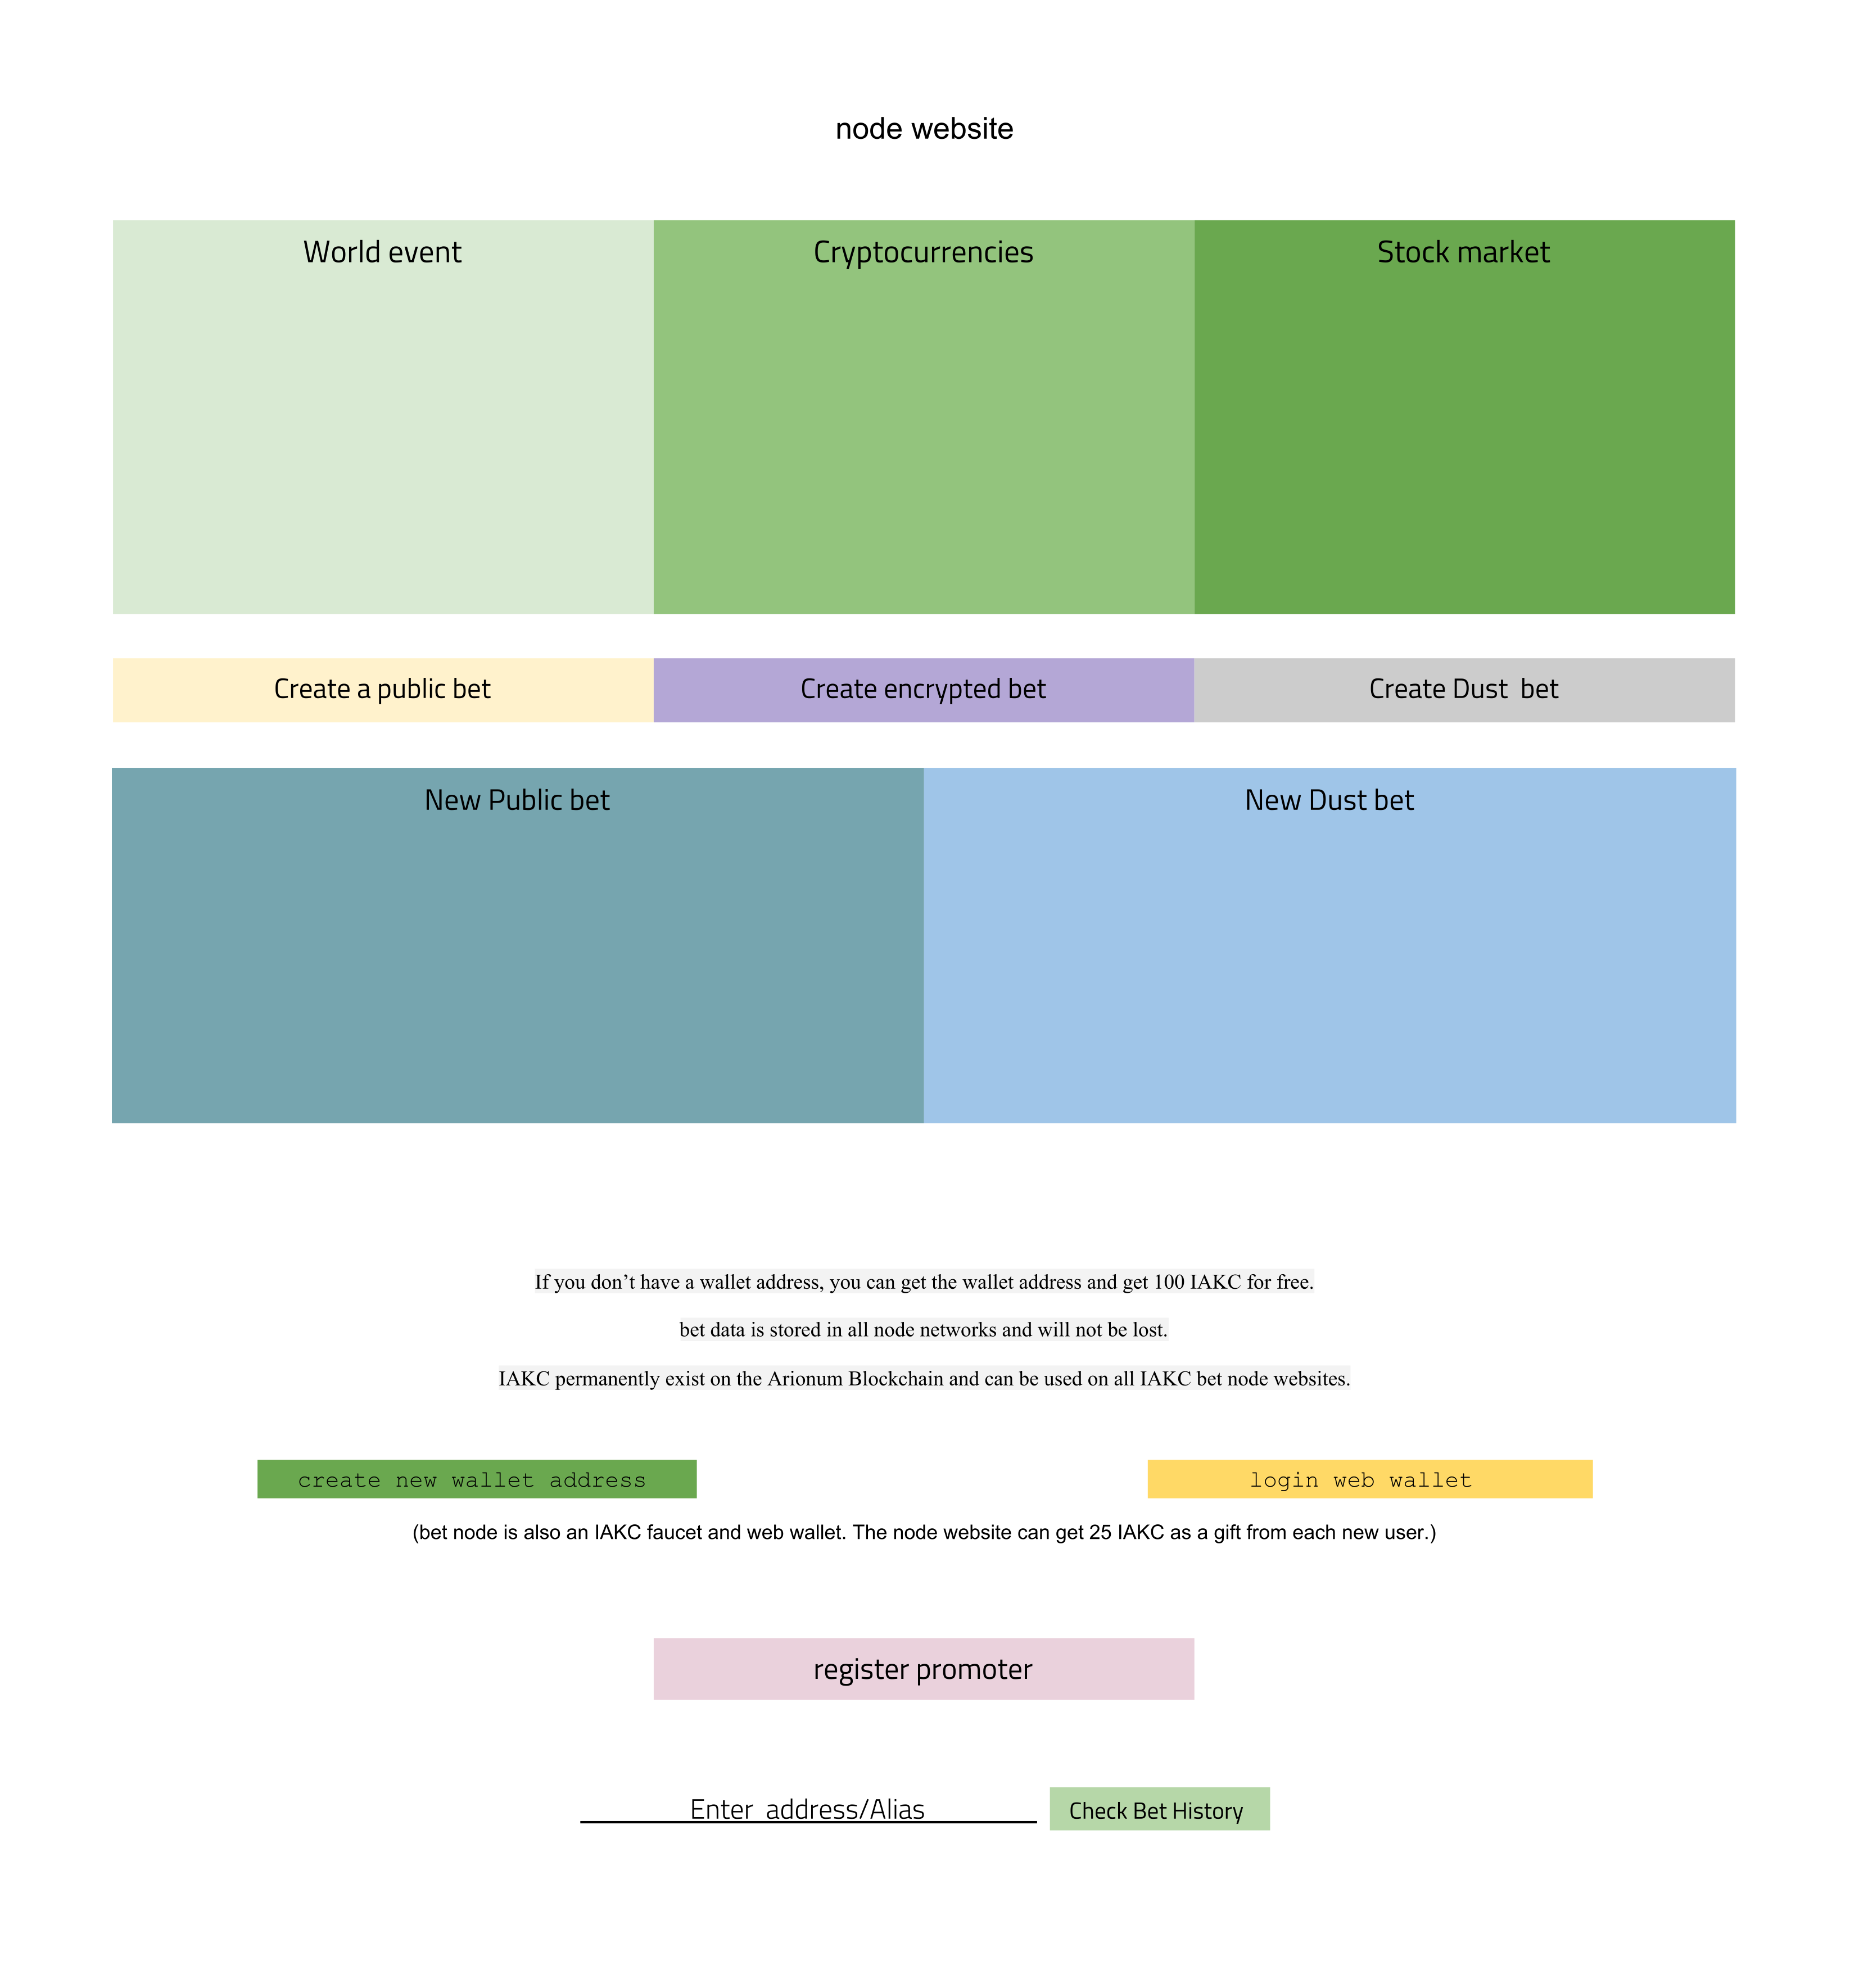 node website
World event
Cryptocurrencies
Stock market
Create a public bet
Create encrypted bet
Create Dust  bet
New Public bet
New Dust bet
If you don’t have a wallet address, you can get the wallet address and get 100 IAKC for free.
bet data is stored in all node networks and will not be lost.
IAKC permanently exist on the Arionum Blockchain and can be used on all IAKC bet node websites.
create new wallet address
login web wallet
(bet node is also an IAKC faucet and web wallet. The node website can get 25 IAKC as a gift from each new user.)
register promoter
Enter  address/Alias
Check Bet History